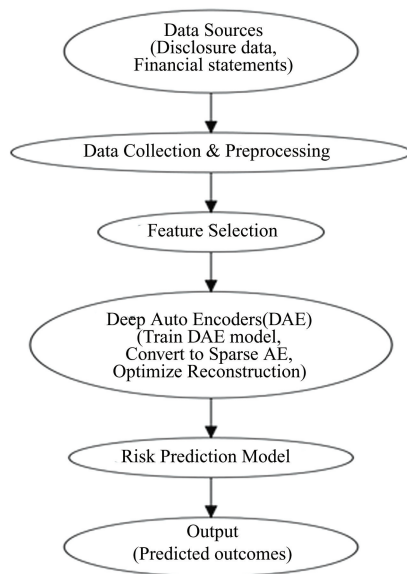 Data Sources
(Disclosure data,
Financial statements)
Data Collection & Preprocessing
Feature Selection
Deep Auto Encoders(DAE)
(Train DAE model,
Convert to Sparse AE,
Optimize Reconstruction)
Risk Prediction Model
Output
(Predicted outcomes)